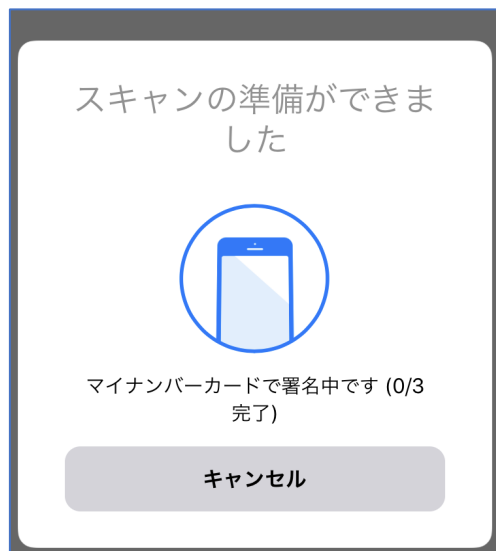 スキャンの準備ができま
した
マイナンバーカードで署名中です (0/3
完了)
キャンセル